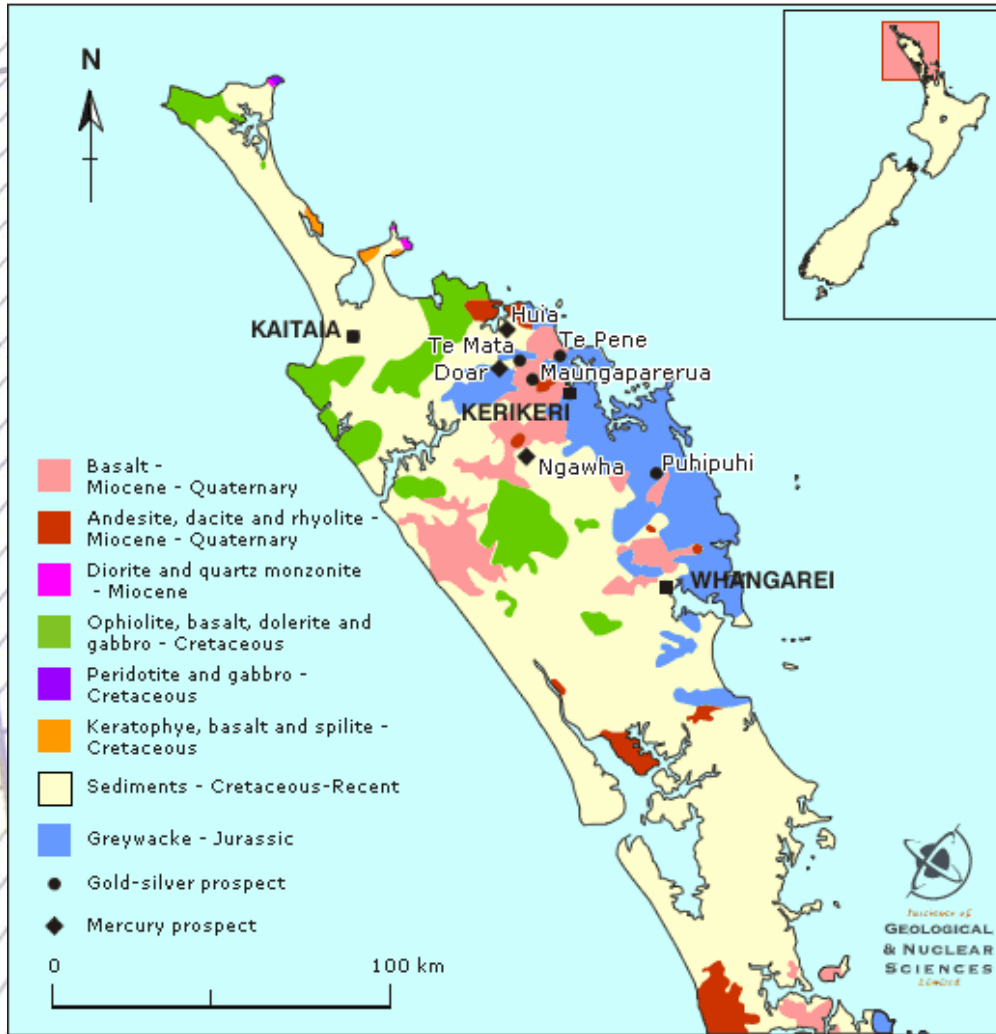 N
KAITAIA
Huia
Te Mata
Te Pene
Doar
Maungaparerua
KERIKERI
Ngawha
Puhipuhi
WHANGAREI
Basalt -
Miocene - Quaternary
Andesite, dacite and rhyolite -
Miocene - Quaternary
Diorite and quartz monzonite
- Miocene
Ophiolite, basalt, dolerite and
gabbro - Cretaceous
Peridotite and gabbro -
Cretaceous
Keratophye, basalt and spilite -
Cretaceous
Sediments - Cretaceous-Recent
Greywacke - Jurassic
Gold-silver prospect
Mercury prospect
0 100 km
Institute of
GEOLOGICAL
& NUCLEAR
SCIENCES
Limited